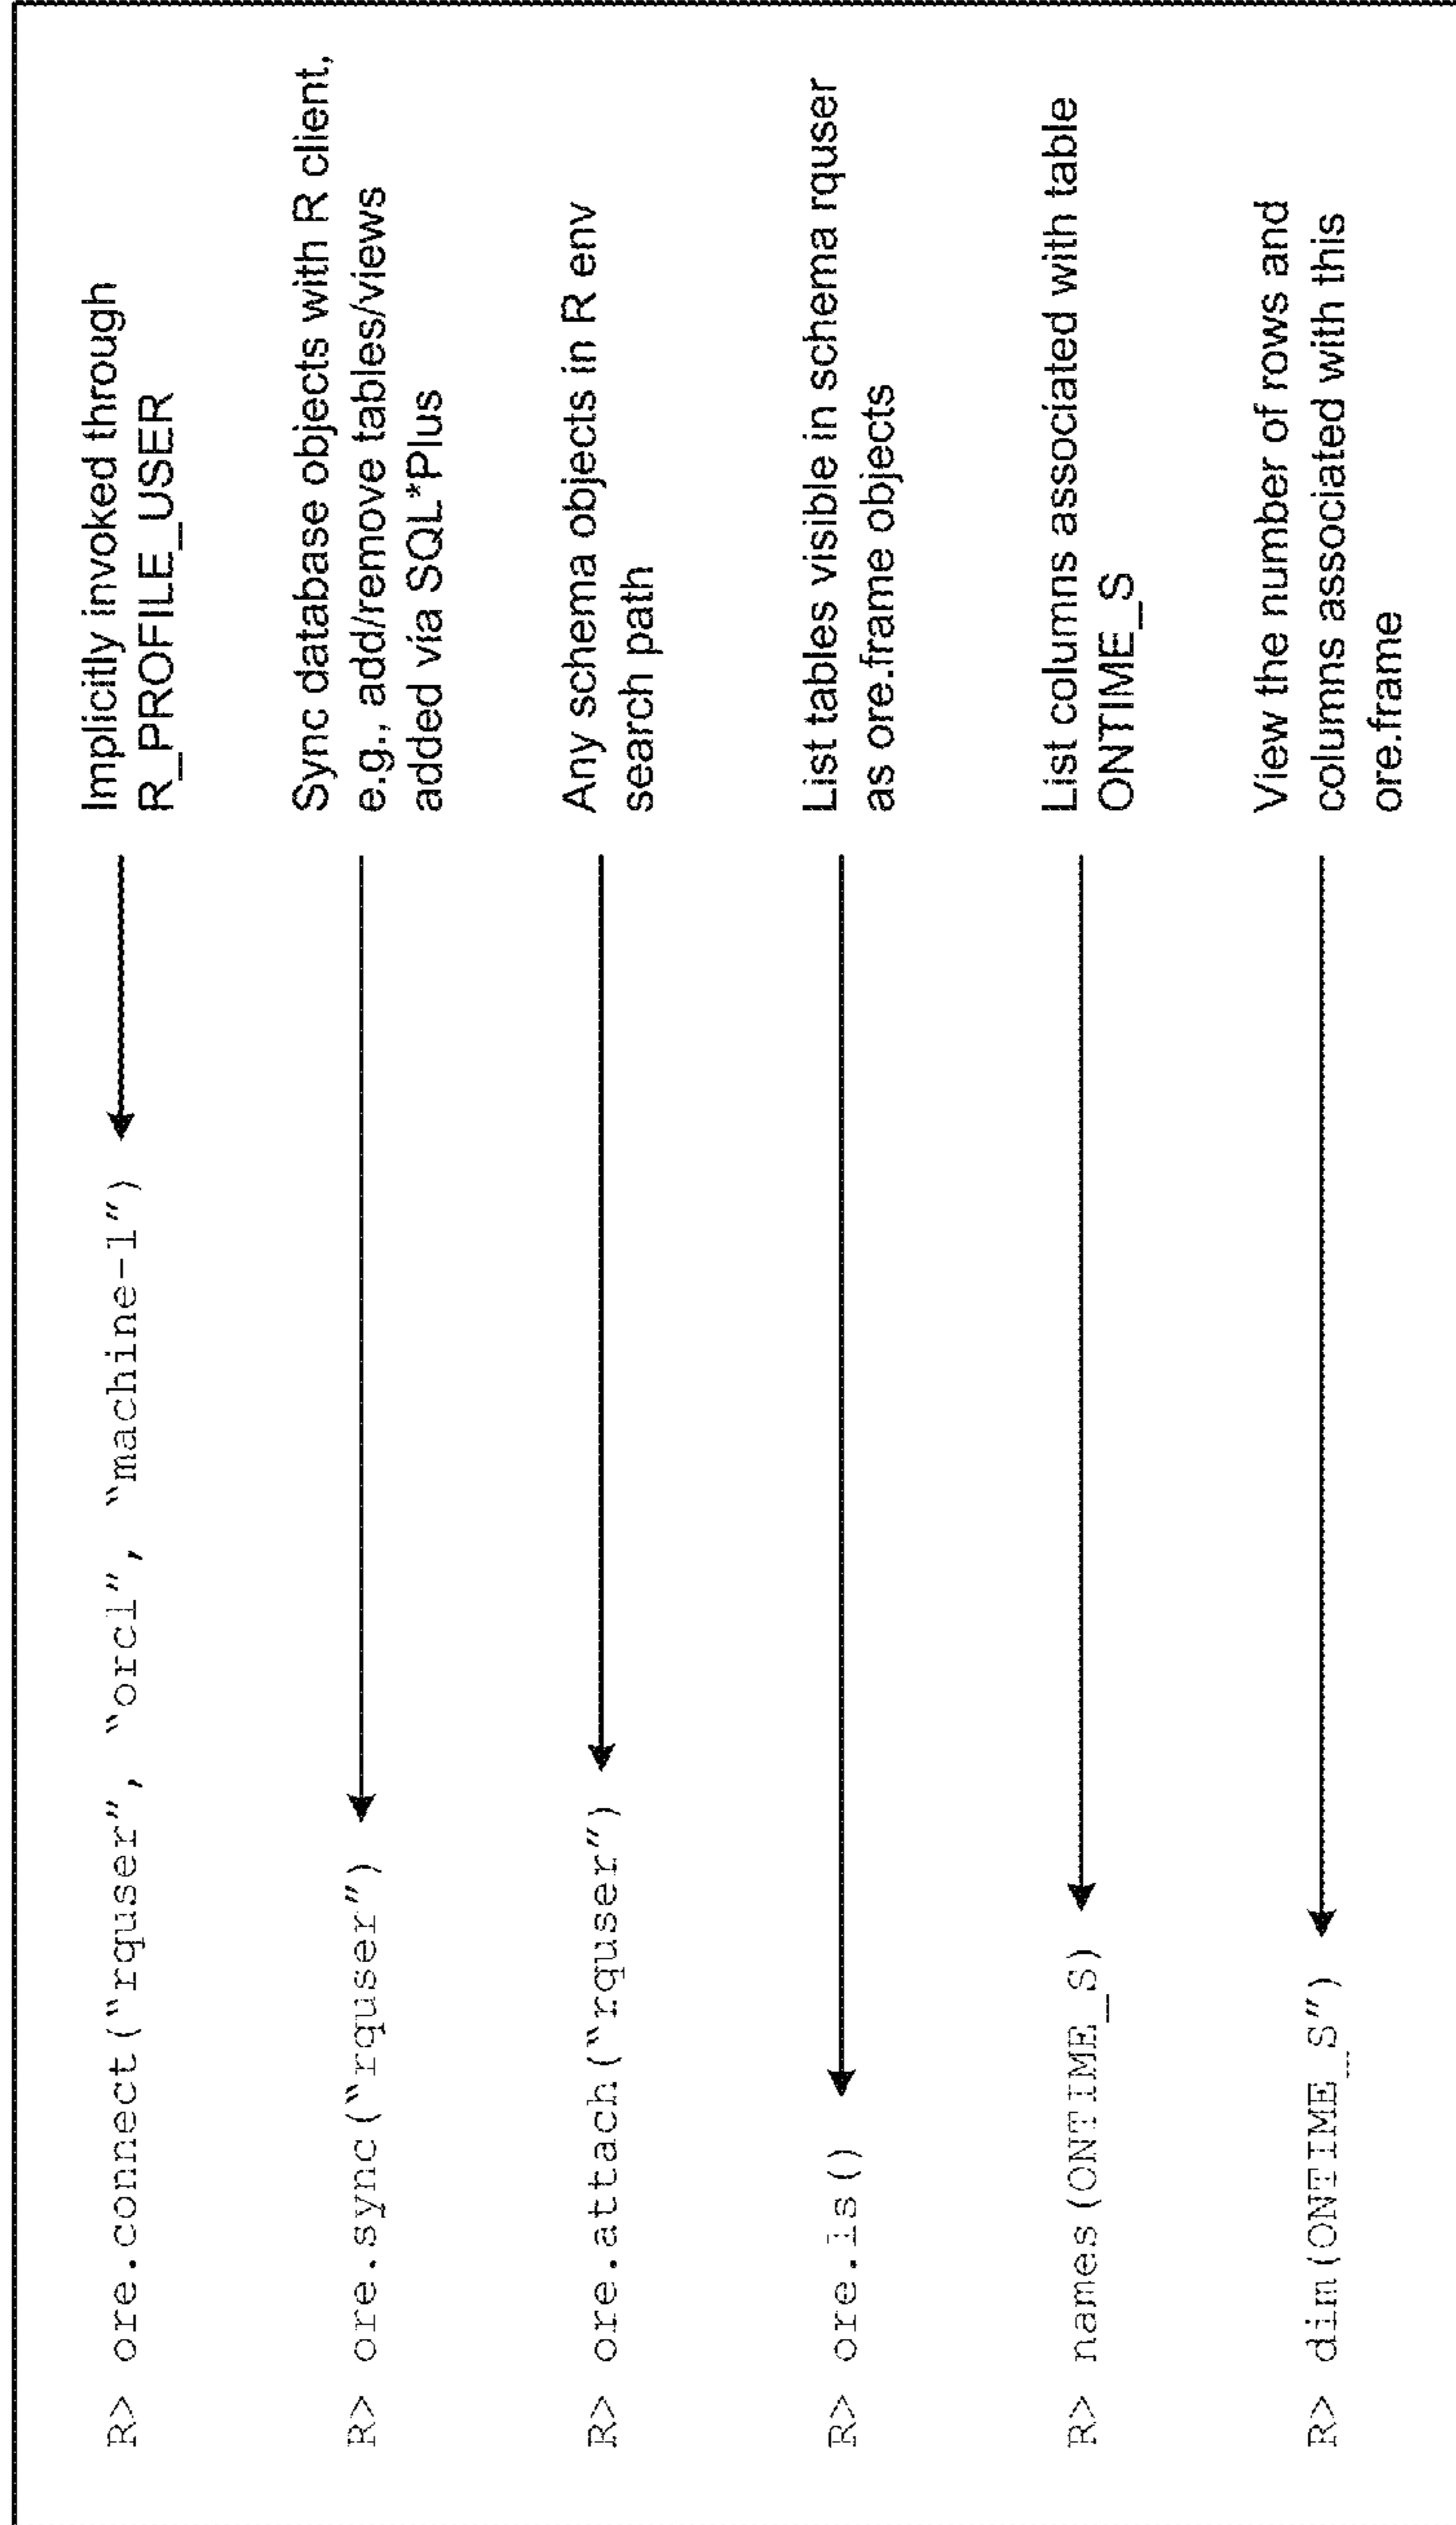 R> ore.connect(“rquser”, “orcl”, “machine-1”)
Implicitly invoked through
R_PROFILE_USER
R> ore.sync(“rquser”)
Sync database objects with R client,
e.g., add/remove tables/views
added via SQL*Plus
R> ore.attach(“rquser”)
Any schema objects in R env
search path
R> ore.ls()
List tables visible in schema rquser
as ore.frame objects
R> names(ONTIME_S)
List columns associated with table
ONTIME_S
R> dim(ONTIME_S”)
View the number of rows and
columns associated with this
ore.frame